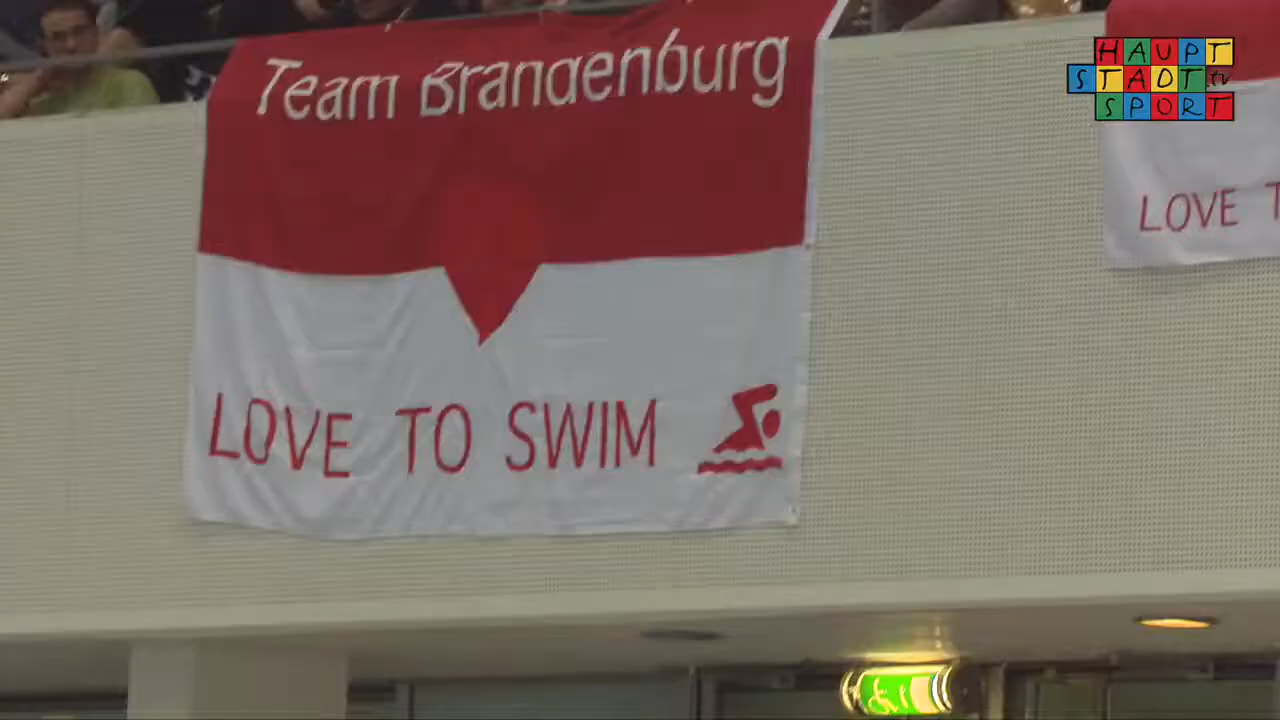 Team Brandenburg
LOVE TO SWIM
HAUPT
STADT.tv
SPORT
LOVE T